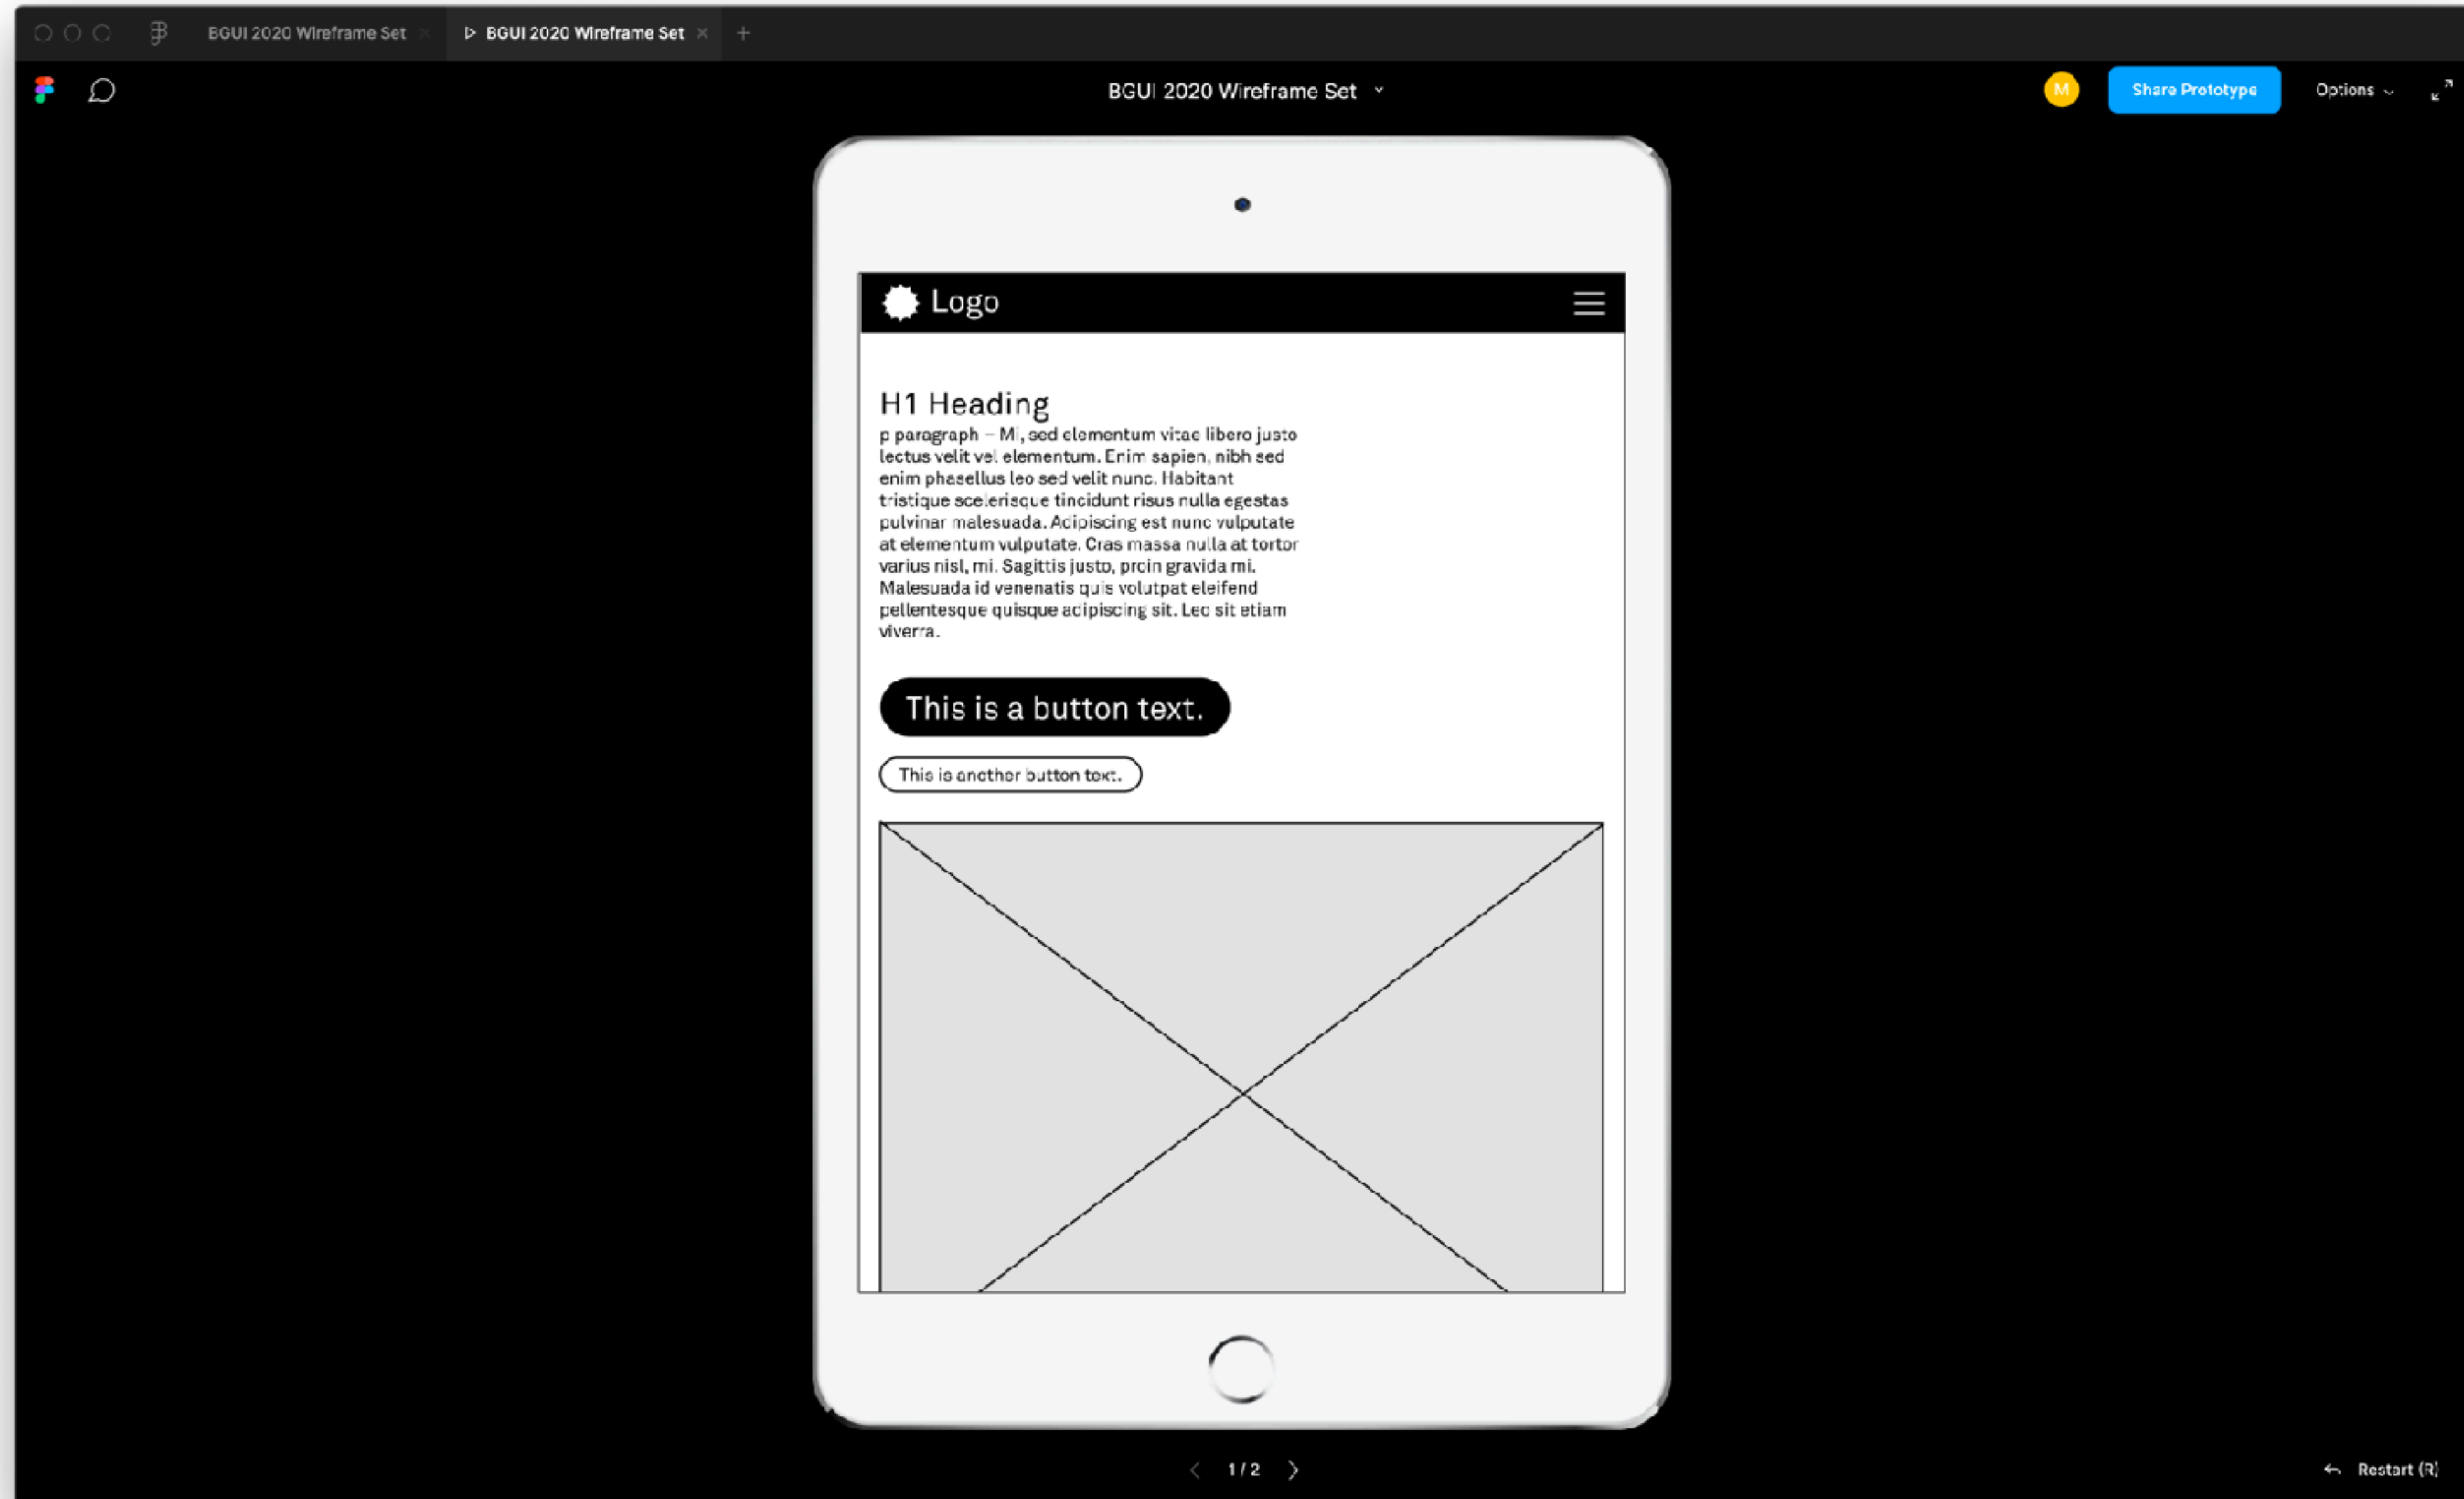 BGUI 2020 Wireframe Set
BGUI 2020 Wireframe Set
BGUI 2020 Wireframe Set
M
Share Prototype
Options
Logo
H1 Heading
p paragraph – Mi, sed elementum vitae libero justo
lectus velit vel elementum. Enim sapien, nibh sed
enim phasellus leo sed velit nunc. Habitant
tristique scelerisque tincidunt risus nulla egestas
pulvinar malesuada. Adipiscing est nunc vulputate
at elementum vulputate. Cras massa nulla at tortor
varius nisl, mi. Sagittis justo, proin gravida mi.
Malesuada id venenatis quis volutpat eleifend
pellentesque quisque adipiscing sit. Leo sit etiam
viverra.
This is a button text.
This is another button text.
1 / 2
Restart (R)